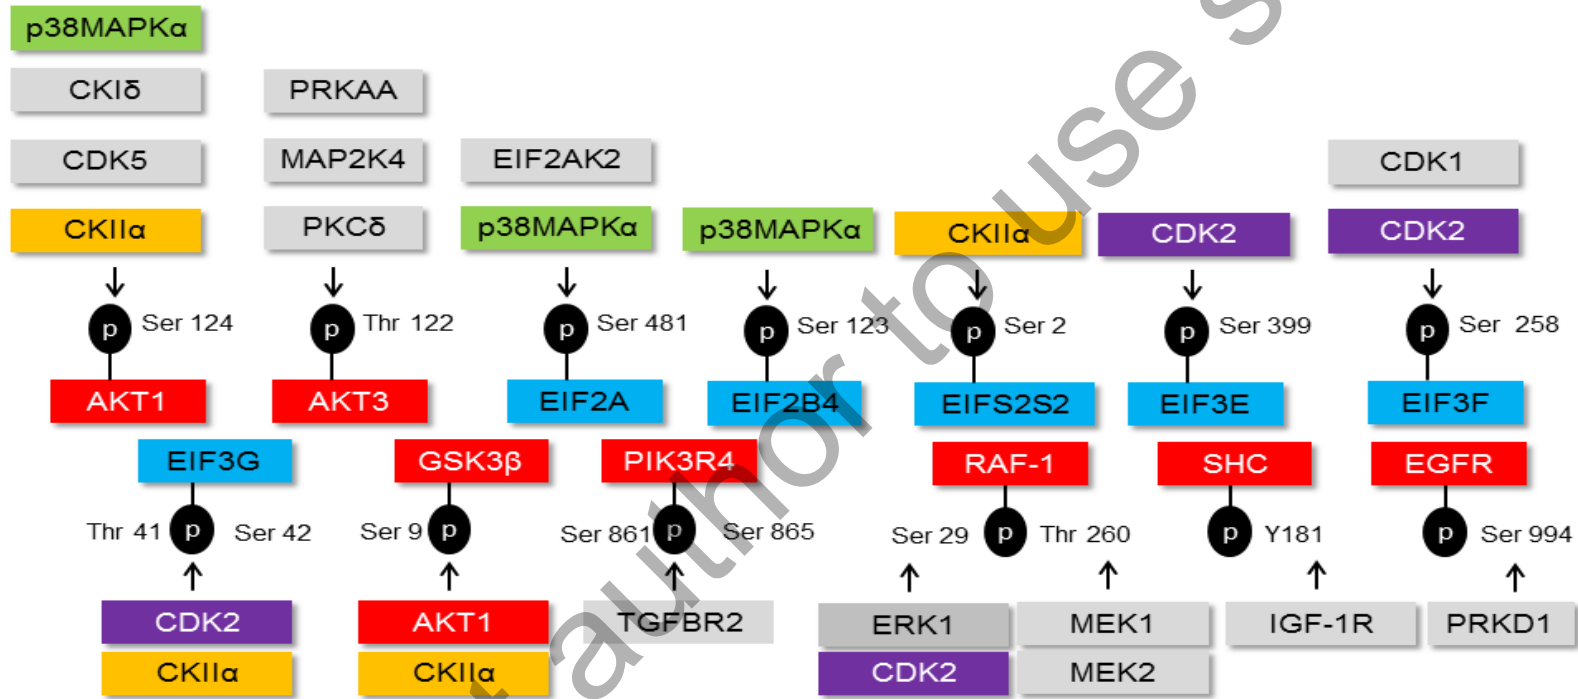 p38MAPKα
CKIδ PRKAA
CDK5 MAP2K4 EIF2AK2 CDK1
CKIIα PKCδ p38MAPKα p38MAPKα CKIIα CDK2 CDK2
p Ser 124 p Thr 122 p Ser 481 p Ser 123 p Ser 2 p Ser 399 p Ser 258
AKT1 AKT3 EIF2A EIF2B4 EIFS2S2 EIF3E EIF3F
EIF3G GSK3β PIK3R4 RAF-1 SHC EGFR
Thr 41 p Ser 42 Ser 9 p Ser 861 p Ser 865 Ser 29 p Thr 260 p Y181 p Ser 994
CDK2 AKT1 TGFBR2 ERK1 MEK1 IGF-1R PRKD1
CKIIα CKIIα CDK2 MEK2
author to use s